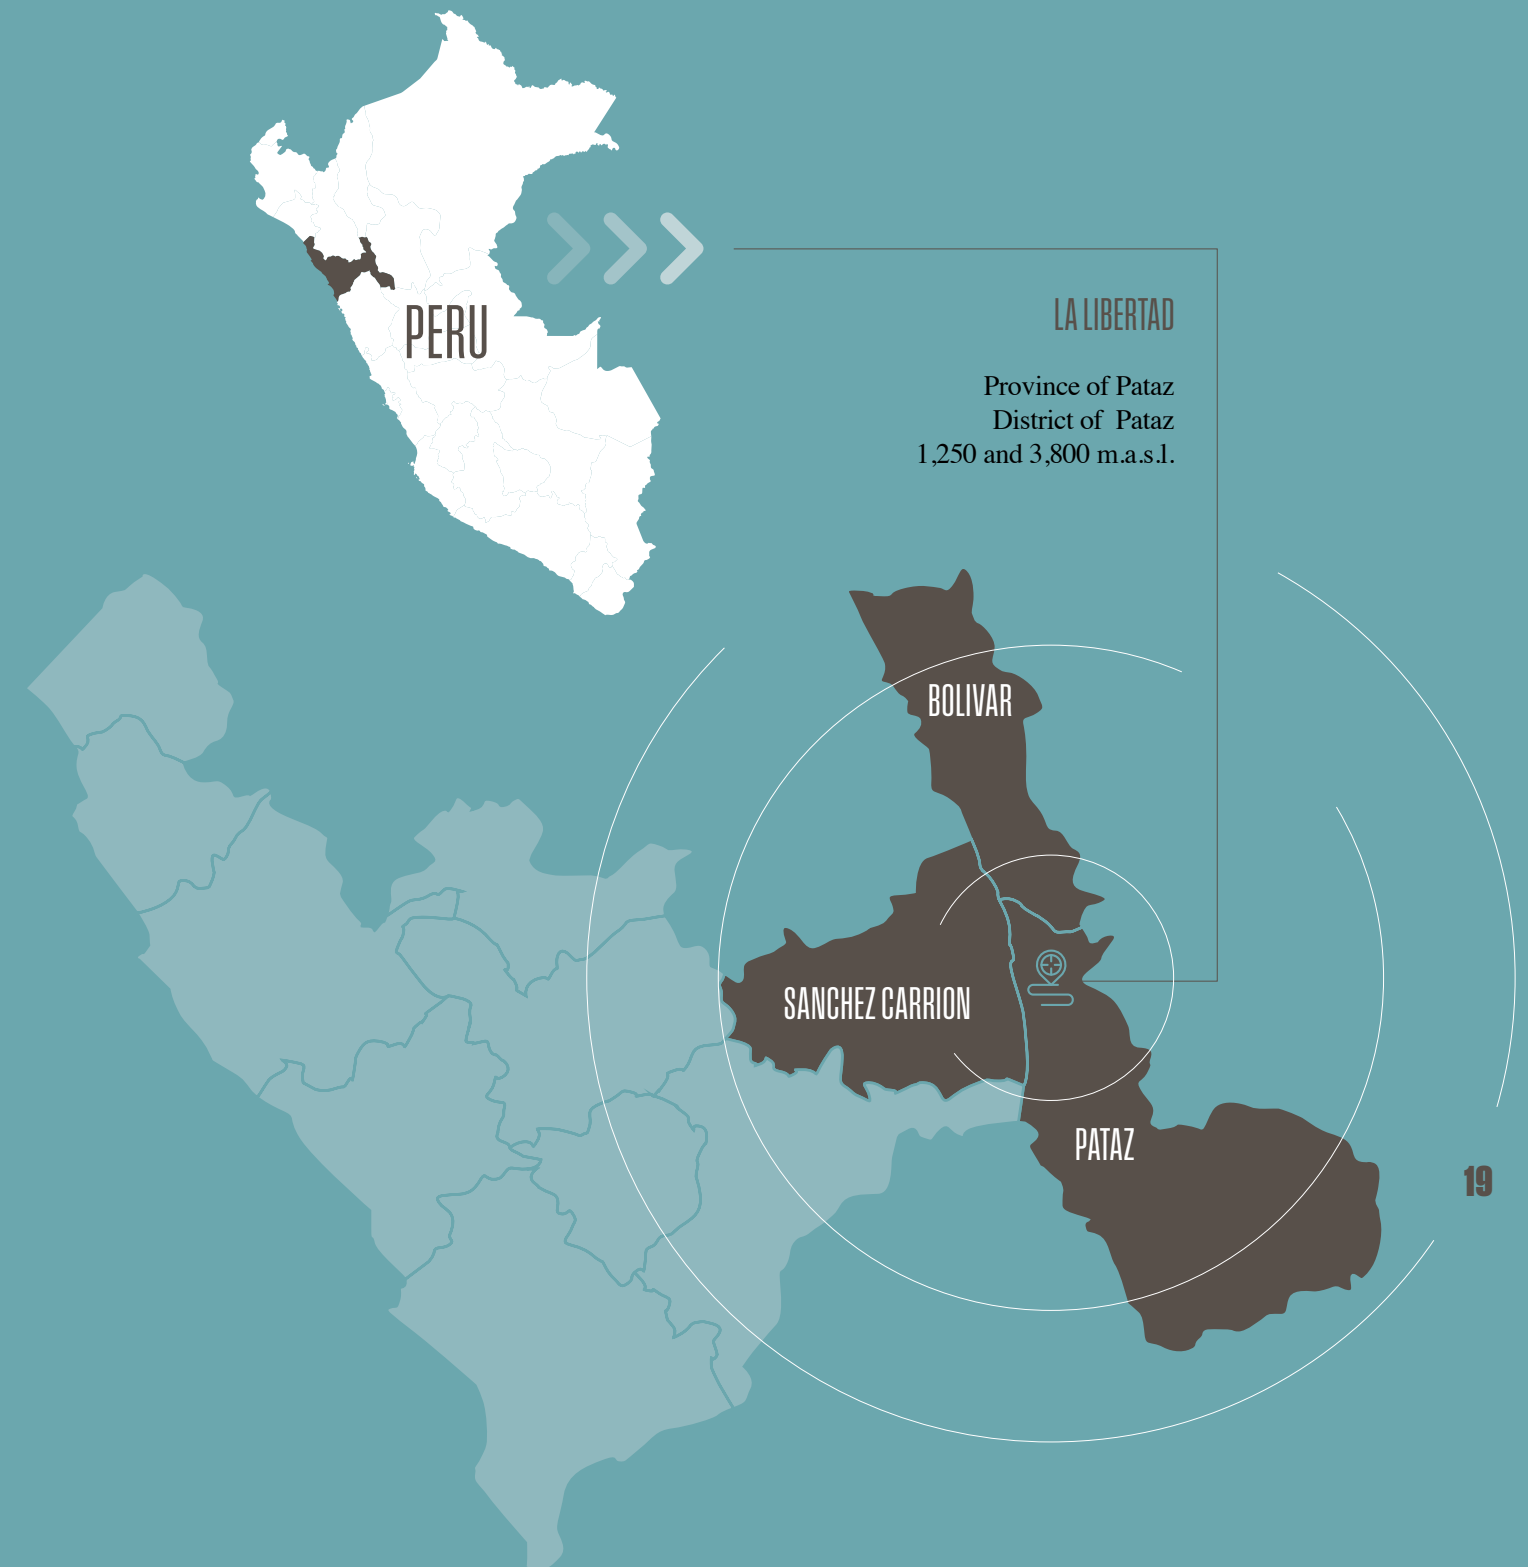 PERU
LA LIBERTAD
Province of Pataz
District of Pataz
1,250 and 3,800 m.a.s.l.
BOLIVAR
SANCHEZ CARRION
PATAZ
19